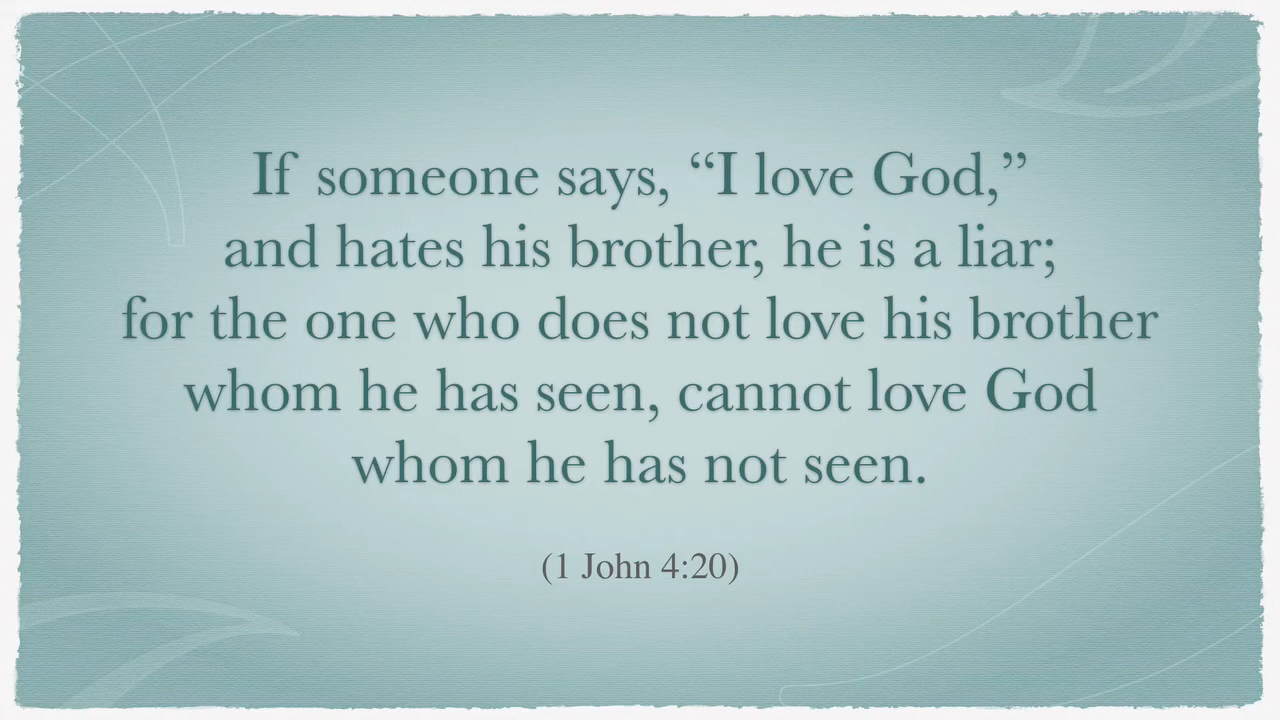 If someone says, “I love God,”
and hates his brother, he is a liar;
for the one who does not love his brother
whom he has seen, cannot love God
whom he has not seen.
(1 John 4:20)